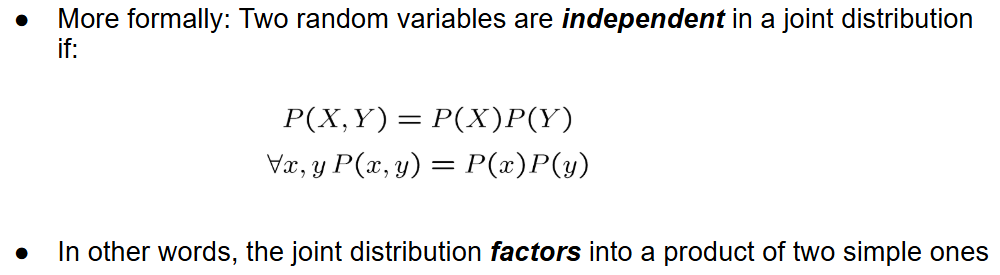 ● More formally: Two random variables are independent in a joint distribution
if:
P(X, Y) = P(X)P(Y)
∀x, y P(x, y) = P(x)P(y)
● In other words, the joint distribution factors into a product of two simple ones